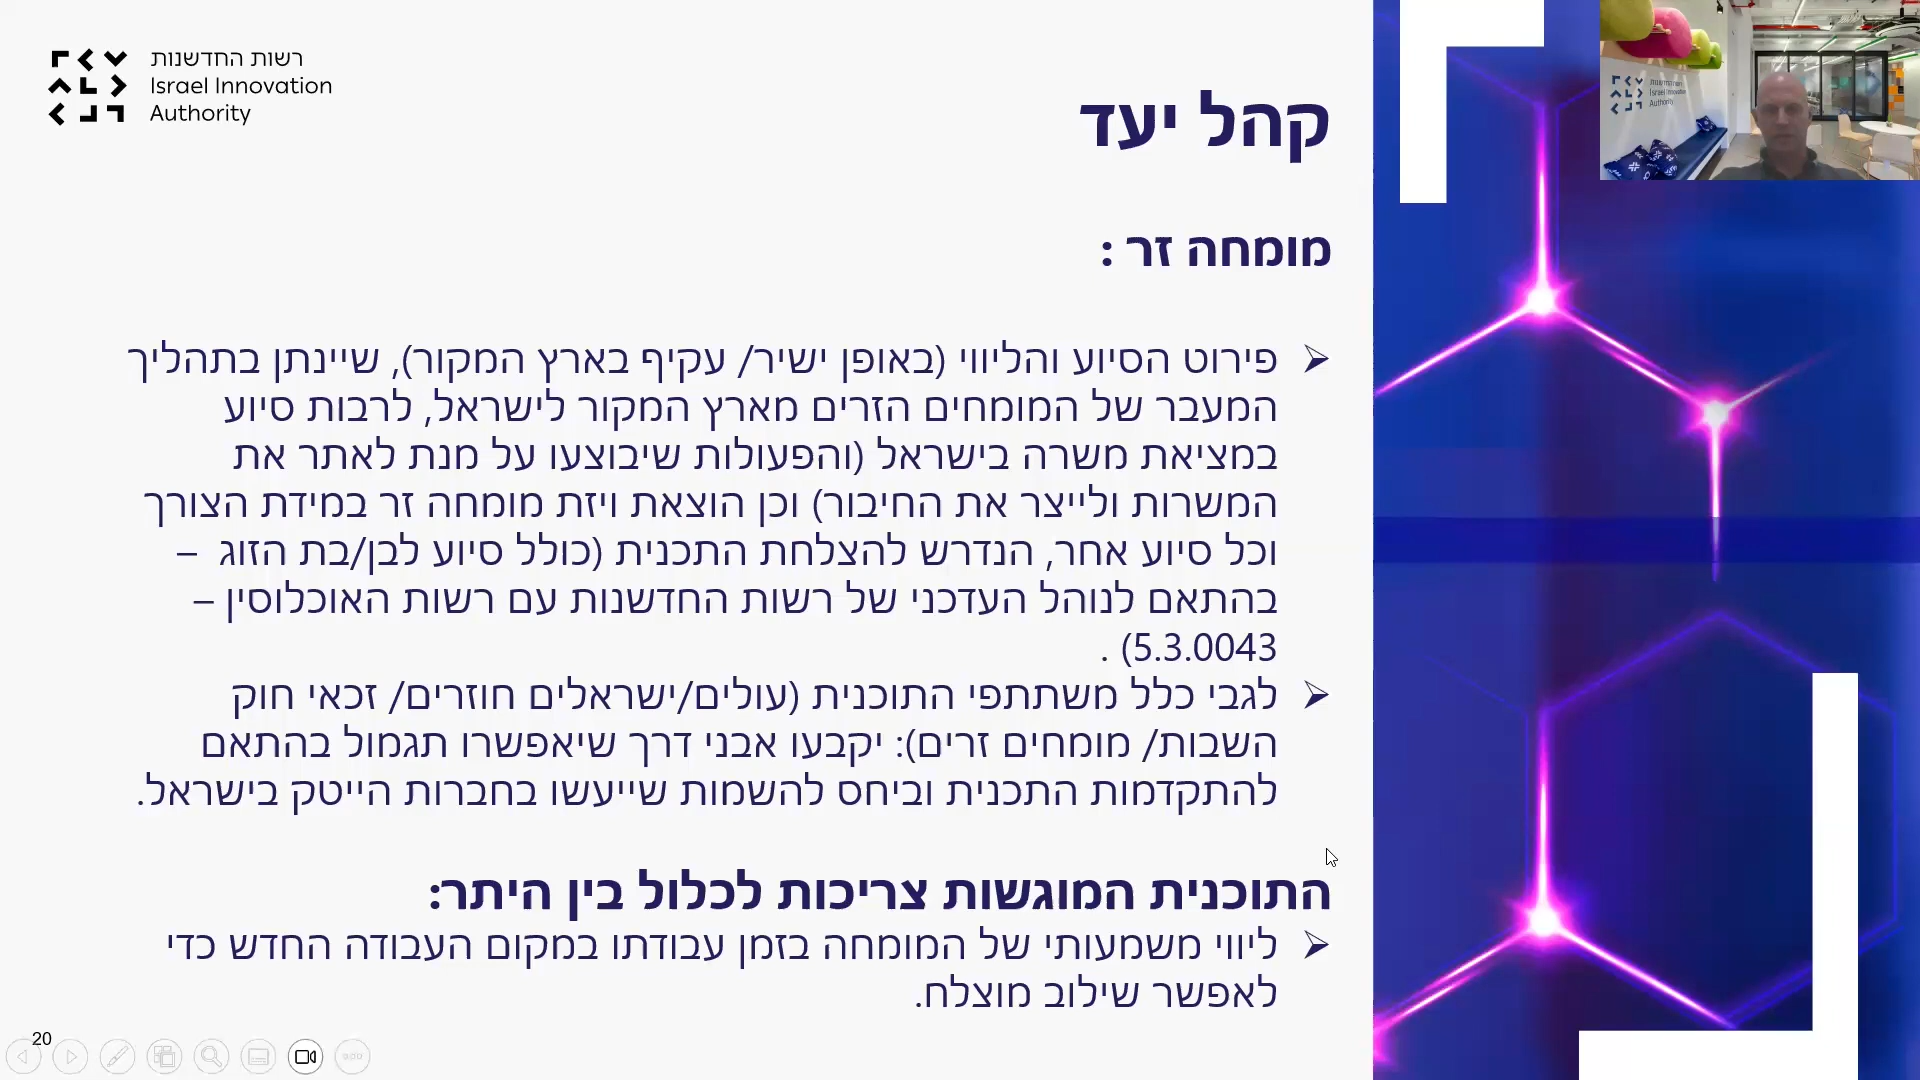 רשות החדשנות
Israel Innovation
Authority
קהל יעד
מומחה זר :
פירוט הסיוע והליווי (באופן ישיר/ עקיף בארץ המקור), שיינתן בתהליך
המעבר של המומחים הזרים מארץ המקור לישראל, לרבות סיוע
במציאת משרה בישראל (והפעולות שיבוצעו על מנת לאתר את
המשרות ולייצר את החיבור) וכן הוצאת ויזת מומחה זר במידת הצורך
וכל סיוע אחר, הנדרש להצלחת התכנית (כולל סיוע לבן/בת הזוג –
בהתאם לנוהל העדכני של רשות החדשנות עם רשות האוכלוסין –
5.3.0043) .
לגבי כלל משתתפי התוכנית (עולים/ישראלים חוזרים/ זכאי חוק
השבות/ מומחים זרים): יקבעו אבני דרך שיאפשרו תגמול בהתאם
להתקדמות התכנית וביחס להשמות שייעשו בחברות הייטק בישראל.
התוכנית המוגשות צריכות לכלול בין היתר:
ליווי משמעותי של המומחה בזמן עבודתו במקום העבודה החדש כדי
לאפשר שילוב מוצלח.
20
רשות החדשנות
Israel Innovation
Authority